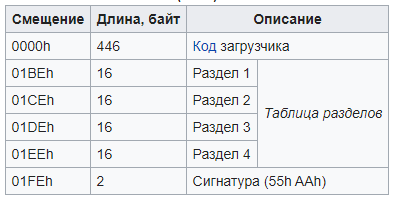 Смещение Длина, байт Описание
0000h 446 Код загрузчика
01BEh 16 Раздел 1
01CEh 16 Раздел 2
Таблица разделов
01DEh 16 Раздел 3
01EEh 16 Раздел 4
01FEh 2 Сигнатура (55h AAh)